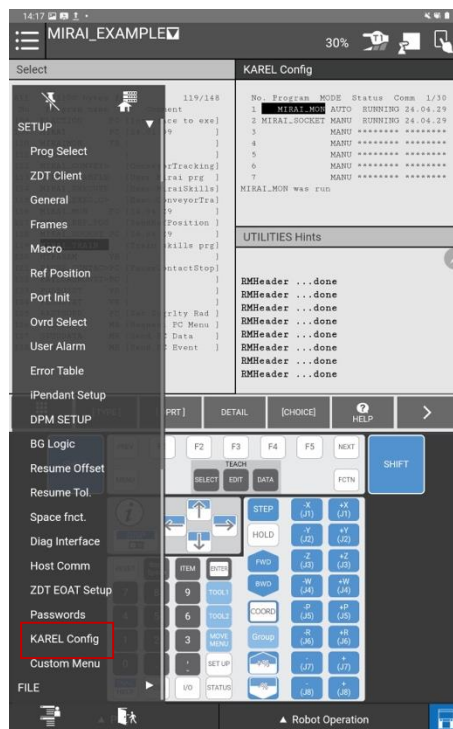 14:17
MIRAI_EXAMPLE
30%
T1
Select
KAREL Config
119/148
SETUP
Prog Select
ZDT Client
General
Frames
Macro
Ref Position
Port Init
Ovrd Select
User Alarm
Error Table
iPendant Setup
DPM SETUP
BG Logic
Resume Offset
Resume Tol.
Space fnct.
Diag Interface
Host Comm
ZDT EOAT Setup
Passwords
KAREL Config
Custom Menu
FILE
No. Program MODE Status Comm 1/30
1 MIRAI_MON AUTO RUNNING 24.04.29
2 MIRAI_SOCKET MANU RUNNING 24.04.29
3 MANU ******** ********
4 MANU ******** ********
5 MANU ******** ********
6 MANU ******** ********
7 MANU ******** ********
MIRAI_MON was run
UTILITIES Hints
RMHeader ...done
RMHeader ...done
RMHeader ...done
RMHeader ...done
RMHeader ...done
RMHeader ...done
RMHeader ...done
RMHeader ...done
DETAIL [CHOICE] HELP >
F2 F3 F4 F5 NEXT
SHIFT
TEACH
SELECT EDIT DATA FCTN
STEP -X (J1) +X (J1)
HOLD -Y (J2) +Y (J2)
FWD -Z (J3) +Z (J3)
ITEM ENTER
BWD -W (J4) +W (J4)
9 TOOL1
COORD -P (J5) +P (J5)
6 TOOL2
Group -R (J6) +R (J6)
3 MOVE MENU
+% - (J7) + (J7)
SET UP
-% - (J8) + (J8)
I/O STATUS
Robot Operation